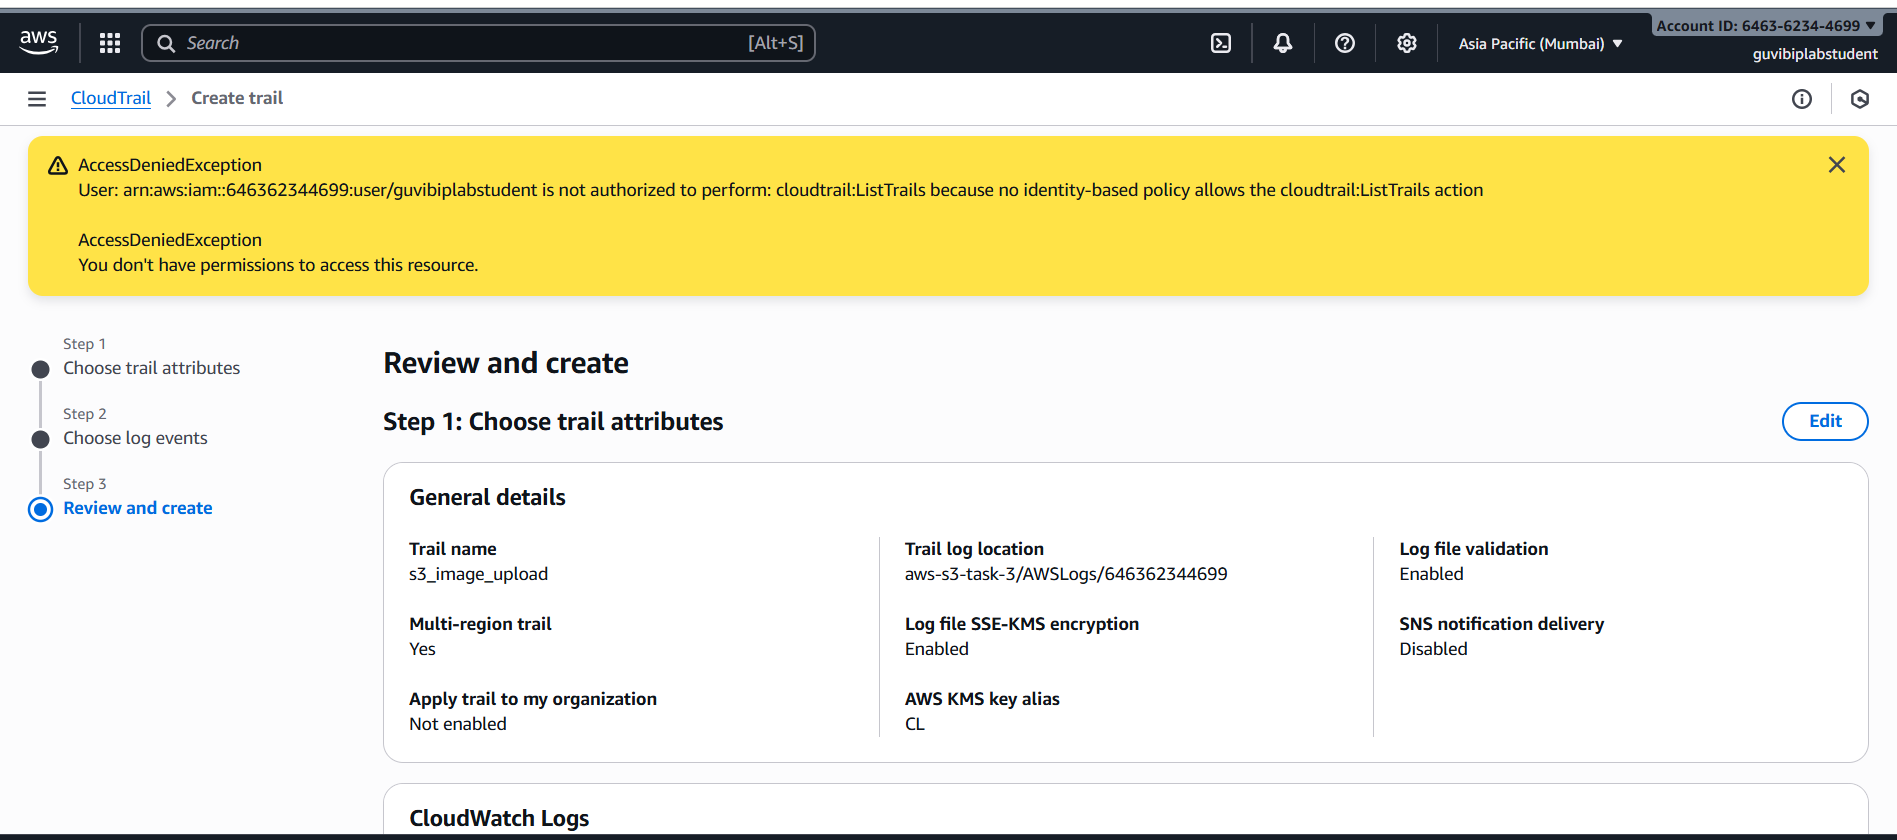 aws
Search [Alt+S]
Asia Pacific (Mumbai)
Account ID: 6463-6234-4699
guvibiplabstudent
CloudTrail > Create trail
AccessDeniedException
User: arn:aws:iam::646362344699:user/guvibiplabstudent is not authorized to perform: cloudtrail:ListTrails because no identity-based policy allows the cloudtrail:ListTrails action
AccessDeniedException
You don't have permissions to access this resource.
Step 1
Choose trail attributes
Step 2
Choose log events
Step 3
Review and create
Review and create
Step 1: Choose trail attributes
Edit
General details
Trail name
s3_image_upload
Multi-region trail
Yes
Apply trail to my organization
Not enabled
Trail log location
aws-s3-task-3/AWSLogs/646362344699
Log file SSE-KMS encryption
Enabled
AWS KMS key alias
CL
Log file validation
Enabled
SNS notification delivery
Disabled
CloudWatch Logs